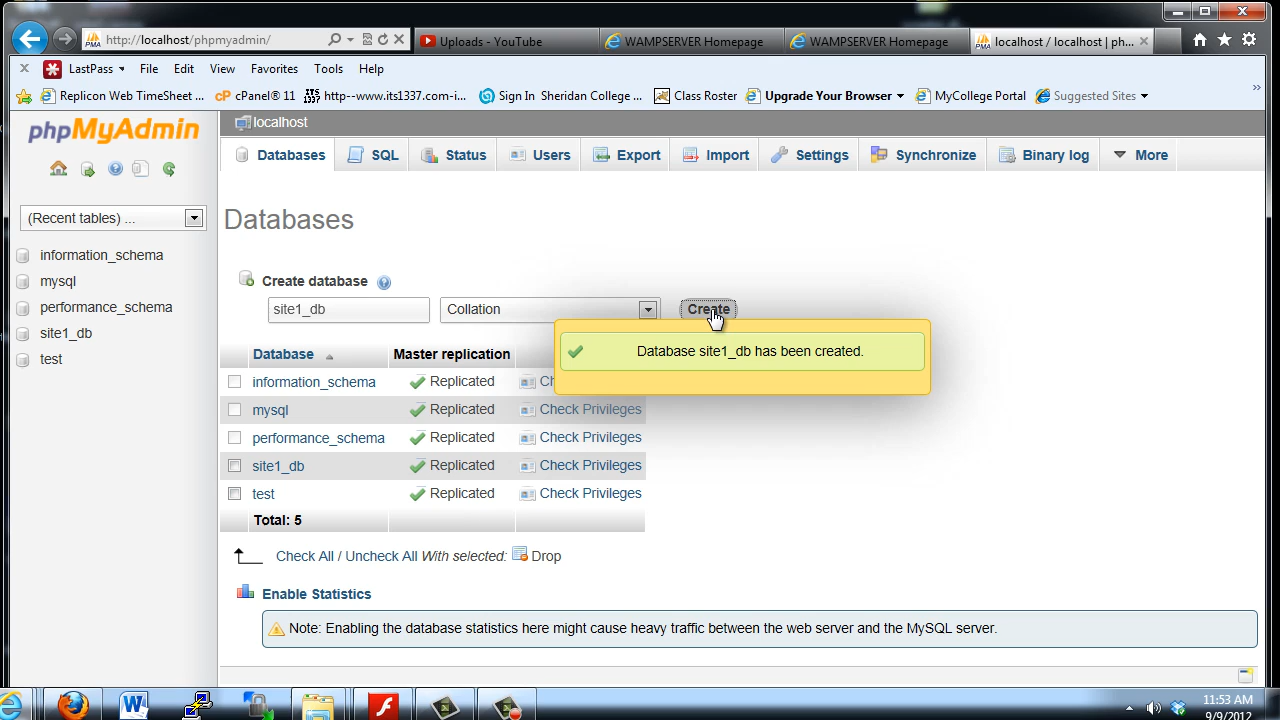 http://localhost/phpmyadmin/
Uploads - YouTube
WAMPSERVER Homepage
WAMPSERVER Homepage
localhost / localhost | ph...
LastPass
File Edit View Favorites Tools Help
Replicon Web TimeSheet ...
cPanel® 11
http--www.its1337.com-i...
Sign In Sheridan College ...
Class Roster
Upgrade Your Browser
MyCollege Portal
Suggested Sites
phpMyAdmin
localhost
Databases
SQL
Status
Users
Export
Import
Settings
Synchronize
Binary log
More
(Recent tables) ...
information_schema
mysql
performance_schema
site1_db
test
Databases
Create database
site1_db
Collation
Create
Database site1_db has been created.
Database Master replication
information_schema Replicated Ch
mysql Replicated Check Privileges
performance_schema Replicated Check Privileges
site1_db Replicated Check Privileges
test Replicated Check Privileges
Total: 5
Check All / Uncheck All With selected: Drop
Enable Statistics
Note: Enabling the database statistics here might cause heavy traffic between the web server and the MySQL server.
11:53 AM
9/9/2012